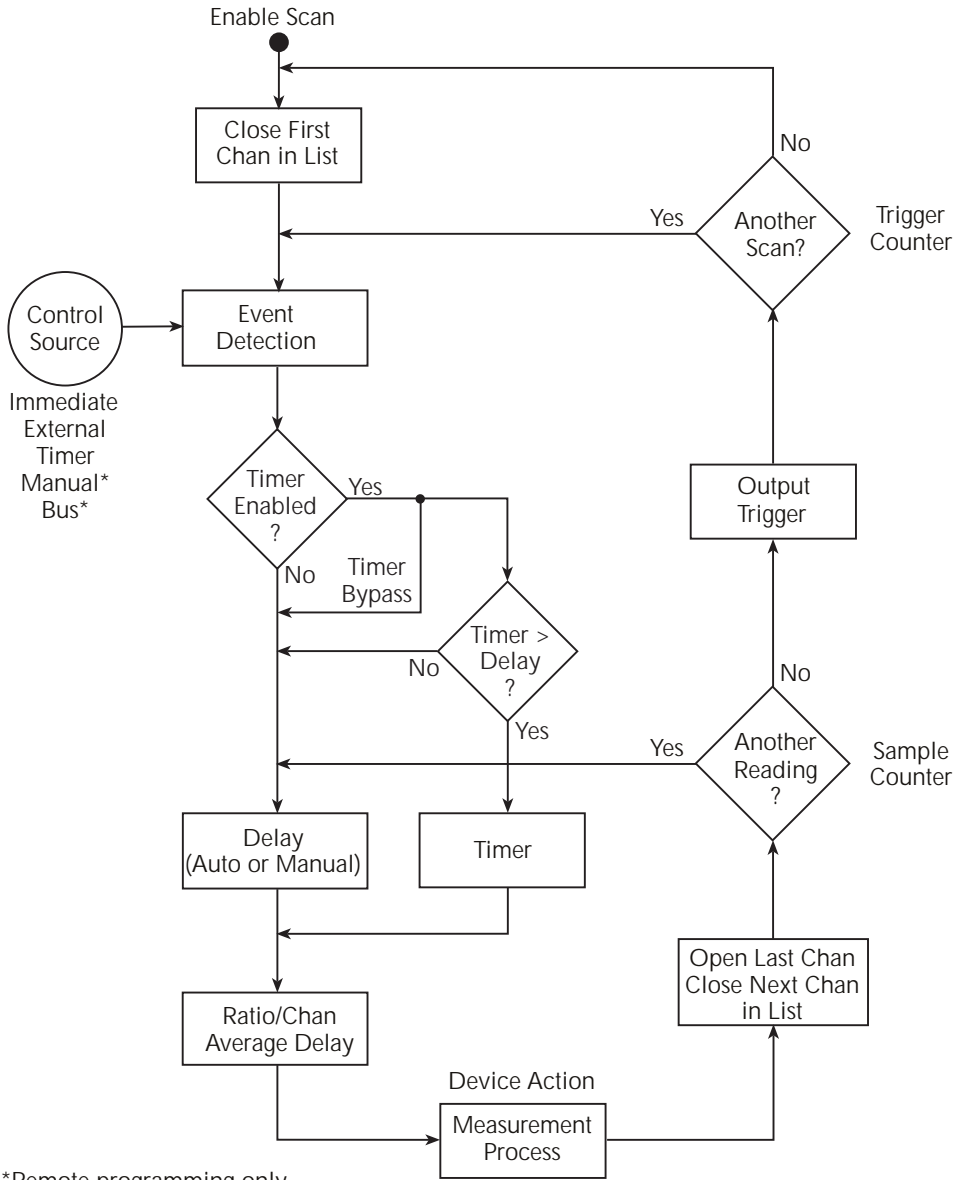 Enable Scan
Close First
Chan in List
No
Another
Scan?
Yes
Trigger
Counter
Control
Source
Event
Detection
Immediate
External
Timer
Manual*
Bus*
Timer
Enabled
?
Yes
No
Timer
Bypass
Timer >
Delay
?
No
Yes
Output
Trigger
No
Another
Reading
?
Yes
Sample
Counter
Delay
(Auto or Manual)
Timer
Open Last Chan
Close Next Chan
in List
Ratio/Chan
Average Delay
Device Action
Measurement
Process
*Remote programming only